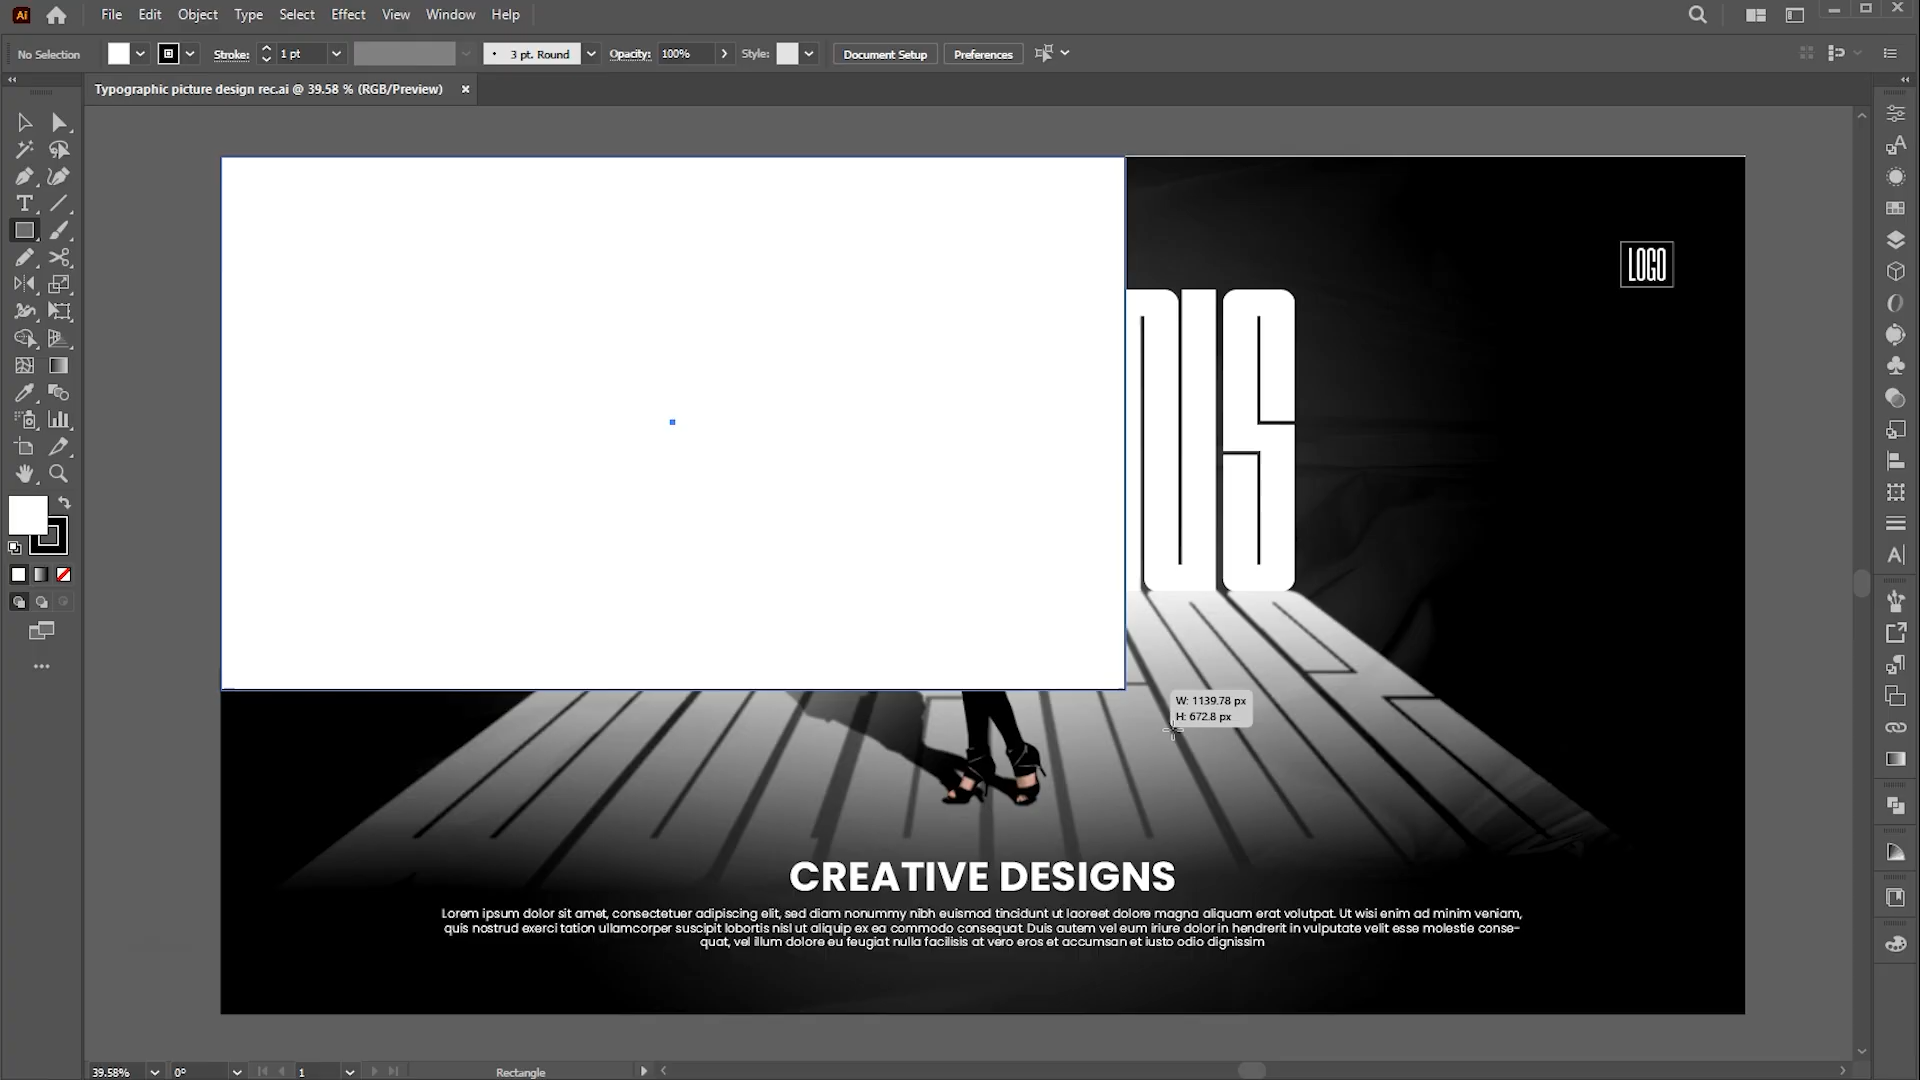 File Edit Object Type Select Effect View Window Help
No Selection Stroke: 1 pt 3 pt. Round Opacity: 100% Style: Document Setup Preferences
Typographic picture design rec.ai @ 39.58 % (RGB/Preview)
LOGO
W: 1139.78 px
H: 672.8 px
CREATIVE DESIGNS
Lorem ipsum dolor sit amet, consectetuer adipiscing elit, sed diam nonummy nibh euismod tincidunt ut laoreet dolore magna aliquam erat volutpat. Ut wisi enim ad minim veniam,
quis nostrud exerci tation ullamcorper suscipit lobortis nisl ut aliquip ex ea commodo consequat. Duis autem vel eum iriure dolor in hendrerit in vulputate velit esse molestie conse-
quat, vel illum dolore eu feugiat nulla facilisis at vero eros et accumsan et iusto odio dignissim
39.58% 0° 1 Rectangle